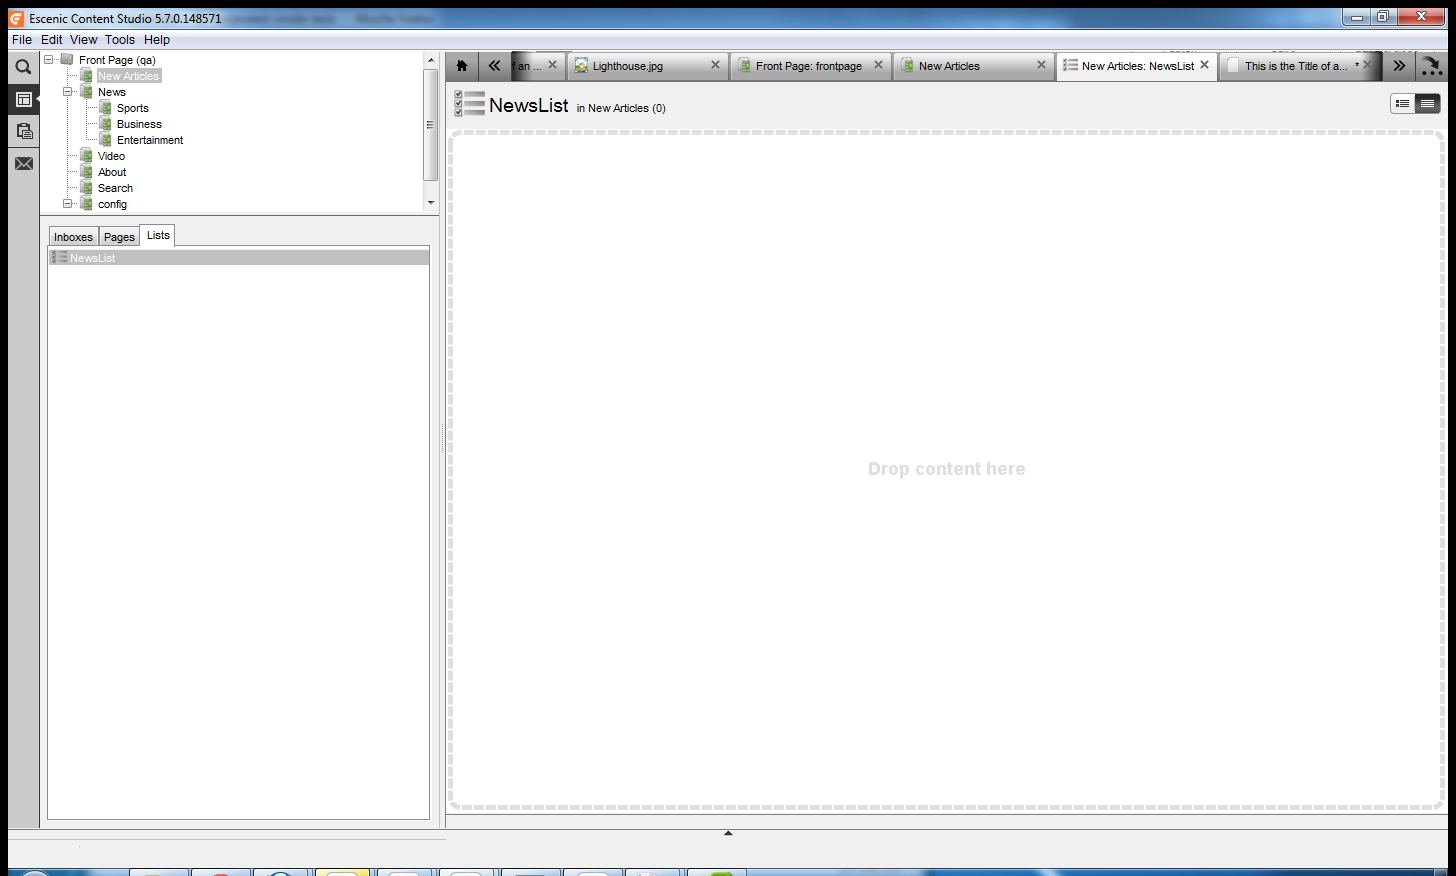 Escenic Content Studio 5.7.0.148571
File Edit View Tools Help
Front Page (qa)
New Articles
News
Sports
Business
Entertainment
Video
About
Search
config
Inboxes Pages Lists
NewsList
f an ... Lighthouse.jpg Front Page: frontpage New Articles New Articles: NewsList This is the Title of a... *
NewsList in New Articles (0)
Drop content here